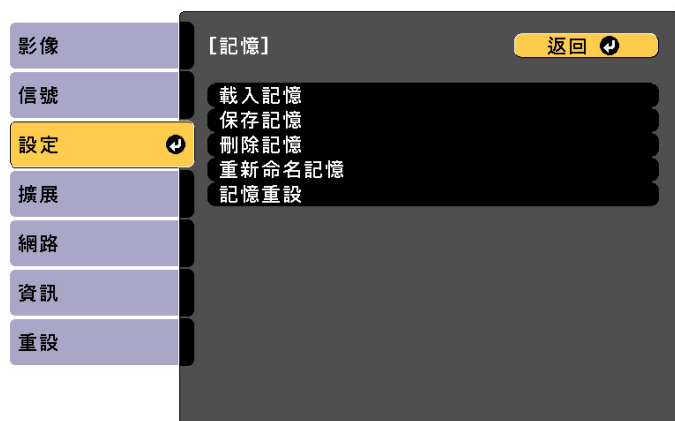 影像
信號
設定
擴展
網路
資訊
重設
[記憶]
返回
載入記憶
保存記憶
刪除記憶
重新命名記憶
記憶重設